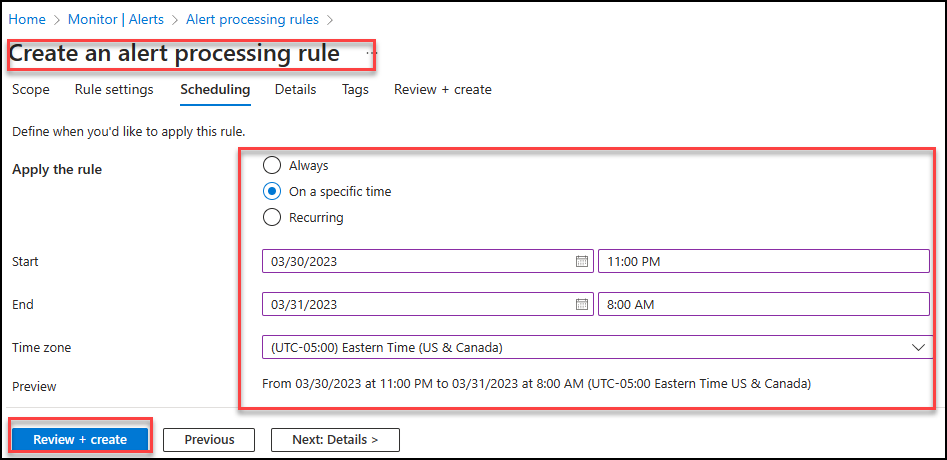 Home > Monitor | Alerts > Alert processing rules >
Create an alert processing rule ...
Scope Rule settings Scheduling Details Tags Review + create
Define when you'd like to apply this rule.
Apply the rule
Always
On a specific time
Recurring
Start 03/30/2023 11:00 PM
End 03/31/2023 8:00 AM
Time zone (UTC-05:00) Eastern Time (US & Canada)
Preview From 03/30/2023 at 11:00 PM to 03/31/2023 at 8:00 AM (UTC-05:00 Eastern Time US & Canada)
Review + create Previous Next: Details >